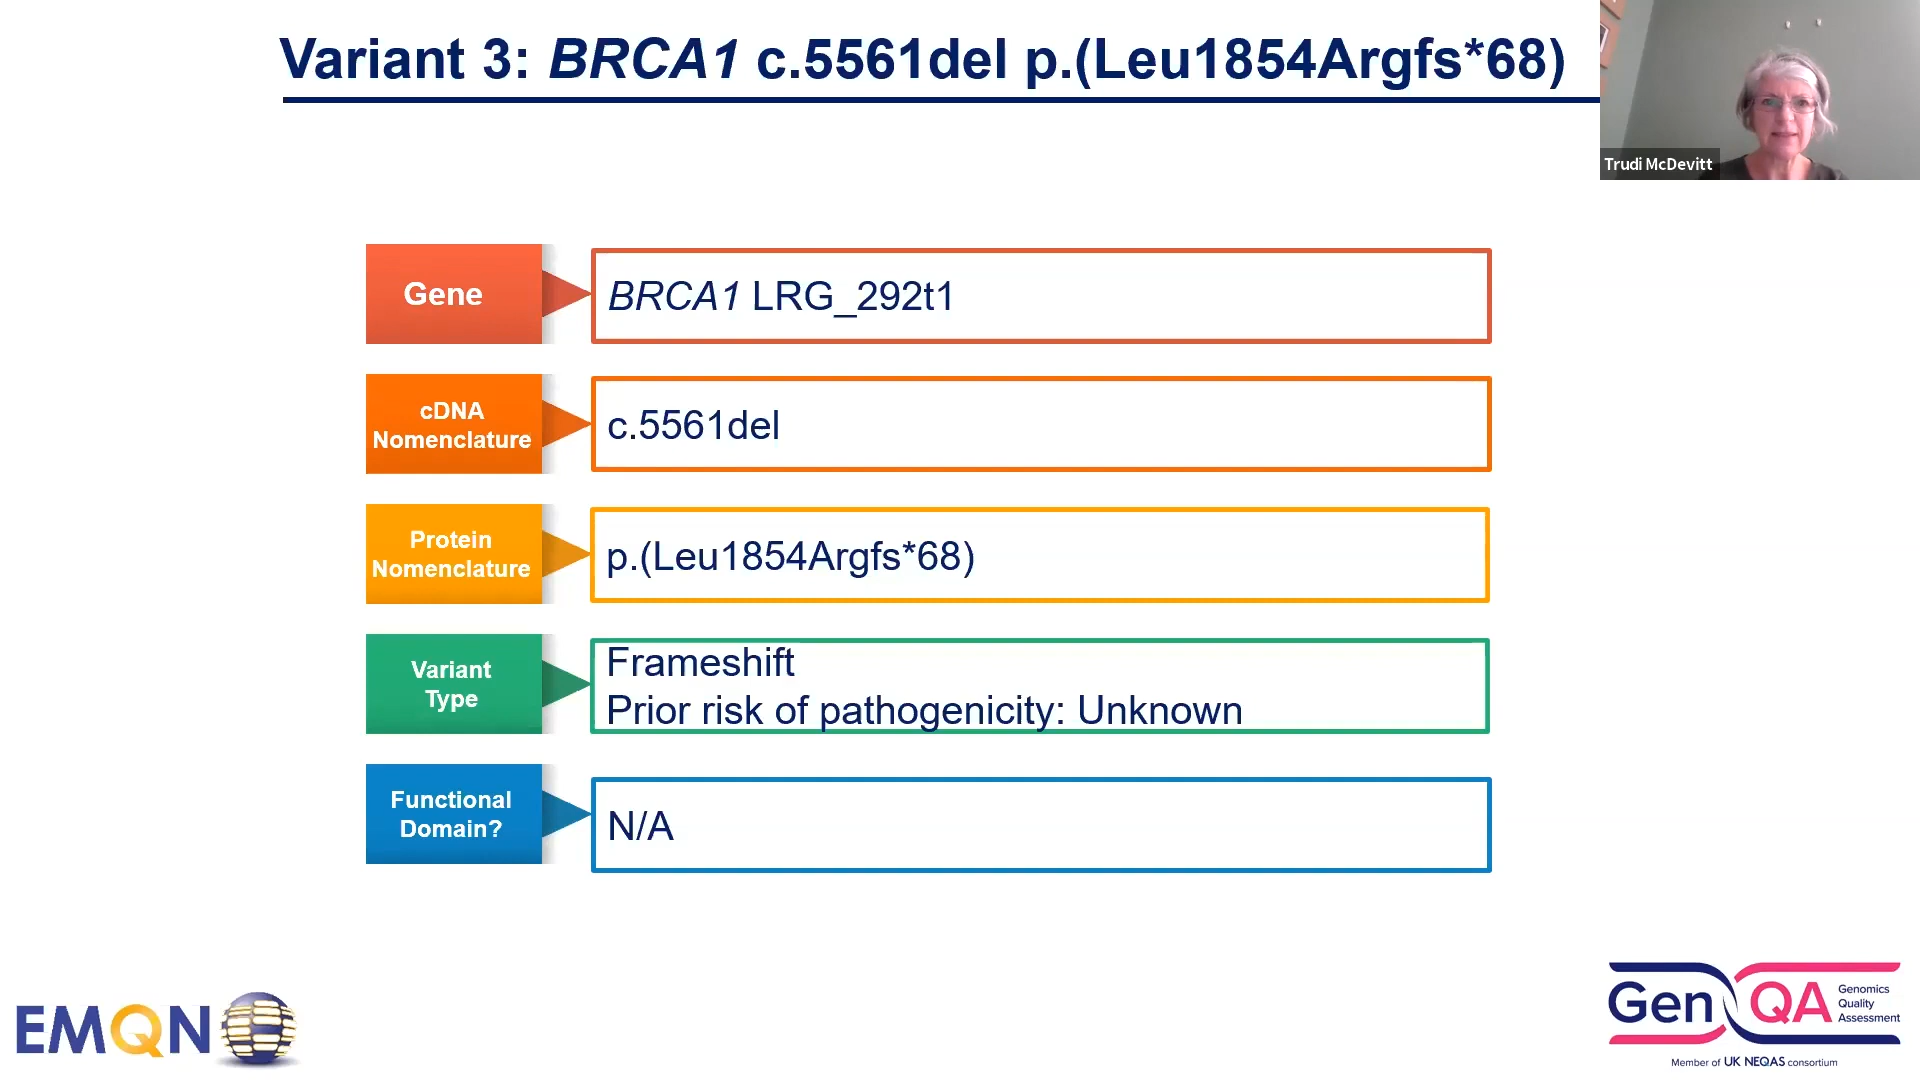 Variant 3: BRCA1 c.5561del p.(Leu1854Argfs*68)
Trudi McDevitt
Gene
BRCA1 LRG_292t1
cDNA
Nomenclature
c.5561del
Protein
Nomenclature
p.(Leu1854Argfs*68)
Variant
Type
Frameshift
Prior risk of pathogenicity: Unknown
Functional
Domain?
N/A
EMQN
GenQA
Genomics
Quality
Assessment
Member of UK NEQAS consortium